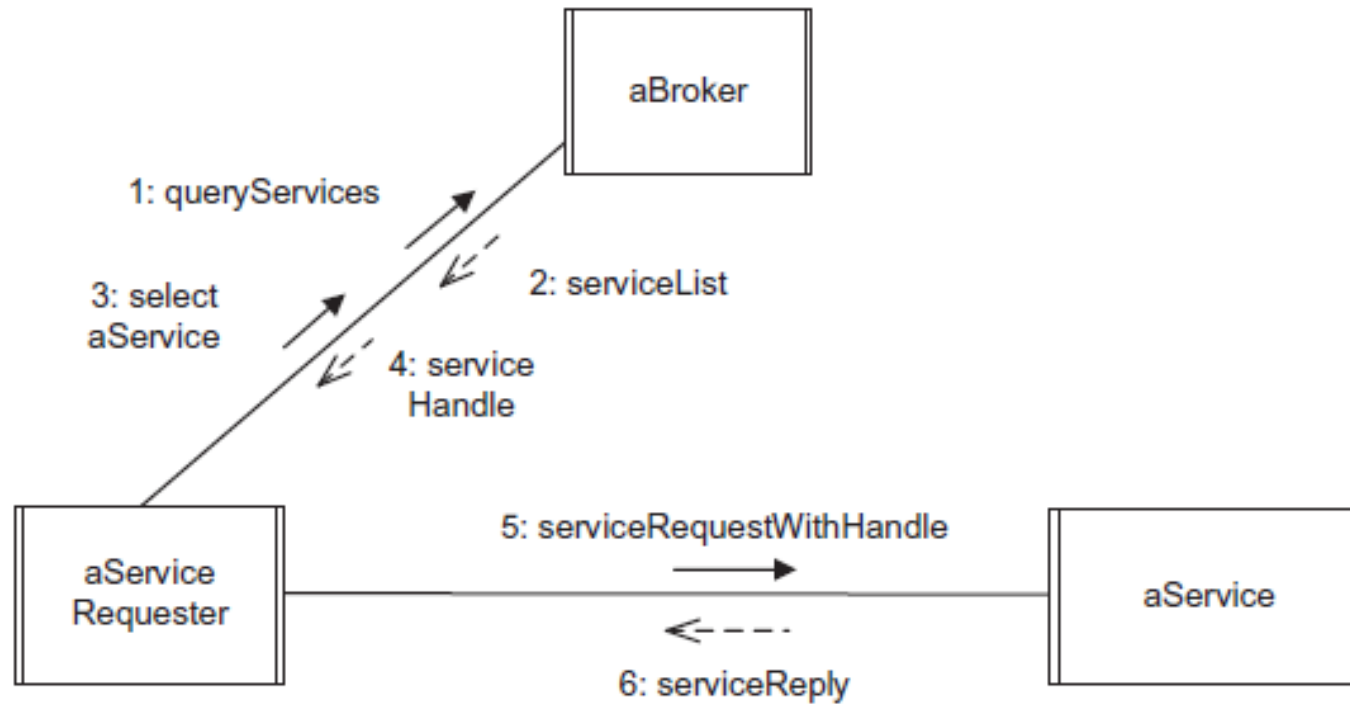 aBroker
1: queryServices
2: serviceList
3: select
aService
4: service
Handle
5: serviceRequestWithHandle
aService
Requester
aService
6: serviceReply